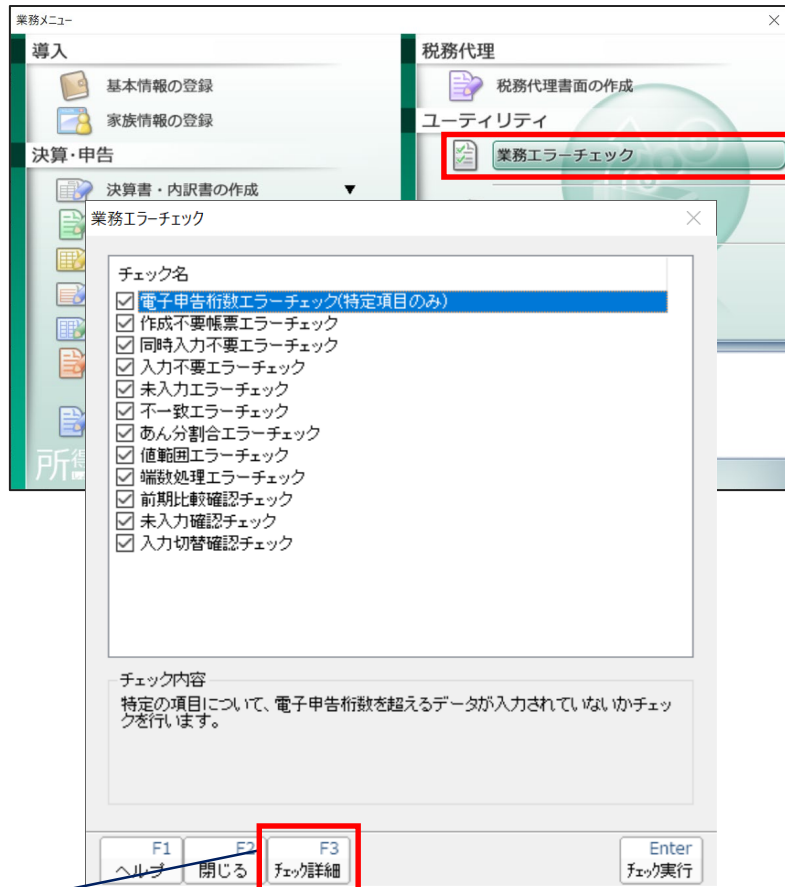 業務メニュー
導入
基本情報の登録
家族情報の登録
決算・申告
決算書・内訳書の作成 ▼
税務代理
税務代理書面の作成
ユーティリティ
業務エラーチェック
所得
業務エラーチェック
チェック名
電子申告桁数エラーチェック(特定項目のみ)
作成不要帳票エラーチェック
同時入力不要エラーチェック
入力不要エラーチェック
未入力エラーチェック
不一致エラーチェック
あん分割合エラーチェック
値範囲エラーチェック
端数処理エラーチェック
前期比較確認チェック
未入力確認チェック
入力切替確認チェック
チェック内容
特定の項目について、電子申告桁数を超えるデータが入力されていないかチェッ
クを行います。
F1
ヘルプ
F2
閉じる
F3
チェック詳細
Enter
チェック実行